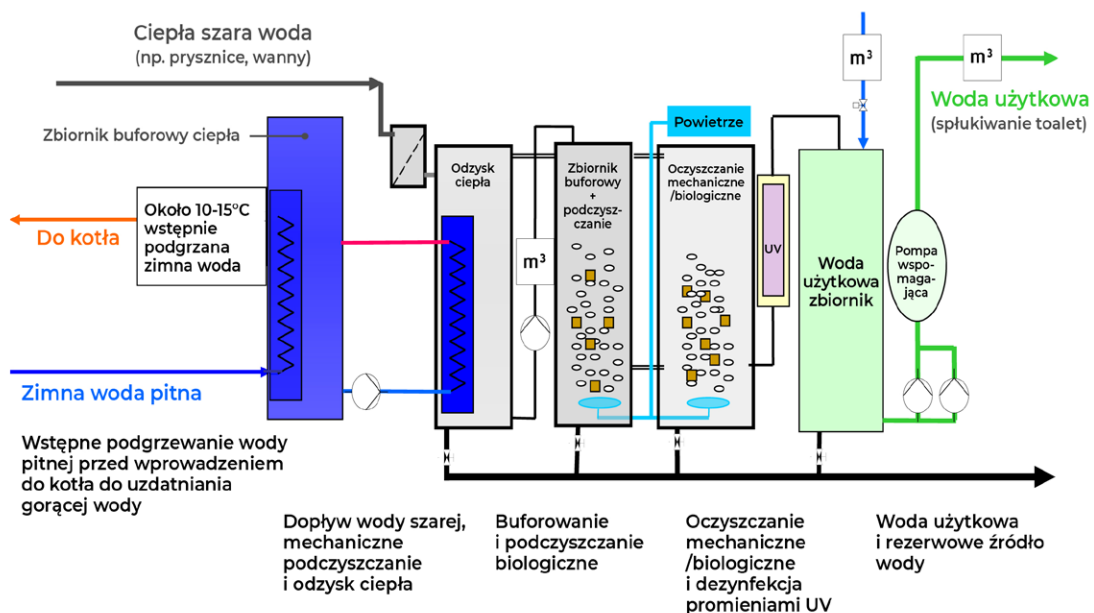 Ciepła szara woda
(np. prysznice, wanny)
Zbiornik buforowy ciepła
Do kotła
Około 10-15°C
wstępnie
podgrzana
zimna woda
Zimna woda pitna
Wstępne podgrzewanie wody
pitnej przed wprowadzeniem
do kotła do uzdatniania
gorącej wody
Odzysk
ciepła
m³
Zbiornik
buforowy
+
podczysz-
czanie
Powietrze
Oczyszczanie
mechaniczne
/biologiczne
UV
m³
Woda
użytkowa
zbiornik
m³
Woda użytkowa
(spłukiwanie toalet)
Pompa
wspo-
maga-
jąca
Dopływ wody szarej,
mechaniczne
podczyszczanie
i odzysk ciepła
Buforowanie
i podczyszczanie
biologiczne
Oczyszczanie
mechaniczne
/biologiczne
i dezynfekcja
promieniami UV
Woda użytkowa
i rezerwowe źródło
wody